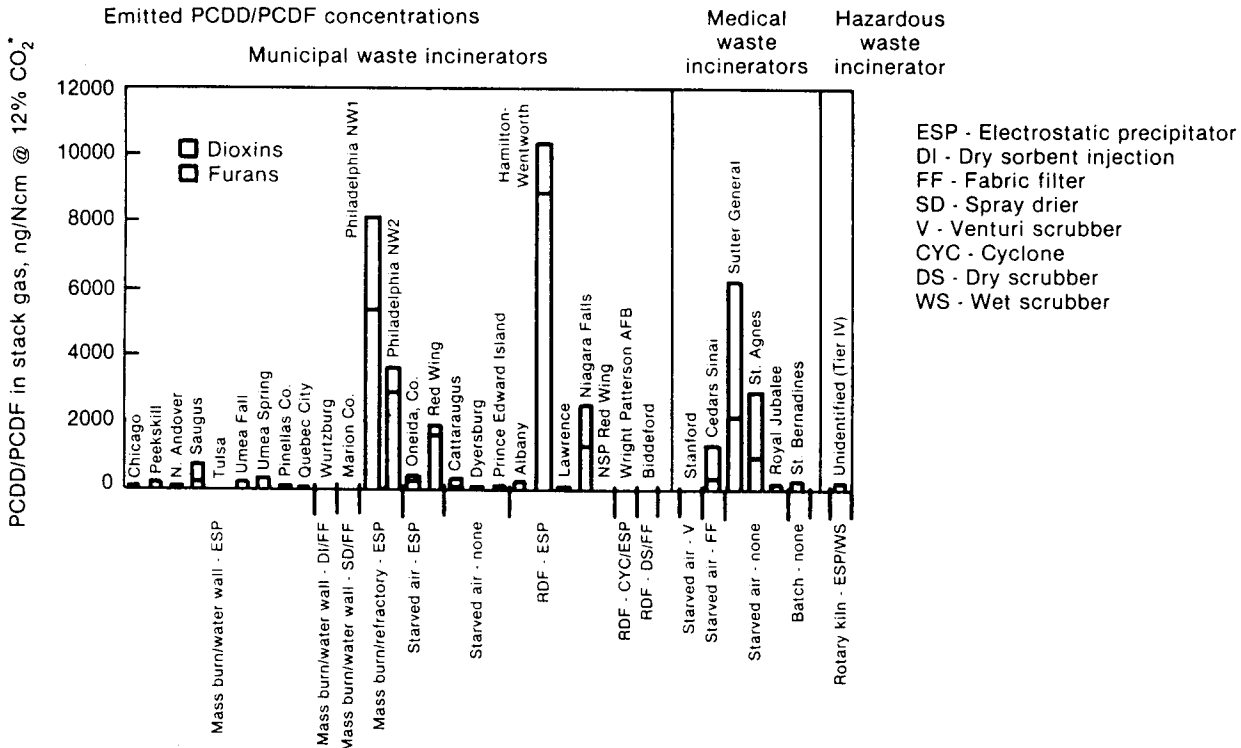 Emitted PCDD/PCDF concentrations
Municipal waste incinerators
Medical
waste
incinerators
Hazardous
waste
incinerator
PCDD/PCDF in stack gas, ng/Ncm @ 12% CO2*
12000
10000
8000
6000
4000
2000
0
Dioxins
Furans
Chicago
Peekskill
N. Andover
Saugus
Tulsa
Umea Fall
Umea Spring
Pinellas Co.
Quebec City
Wurtzburg
Marion Co.
Philadelphia NW1
Philadelphia NW2
Oneida, Co.
Red Wing
Cattaraugus
Dyersburg
Prince Edward Island
Albany
Hamilton-
Wentworth
Lawrence
Niagara Falls
NSP Red Wing
Wright Patterson AFB
Biddeford
Stanford
Cedars Sinai
Sutter General
St. Agnes
Royal Jubalee
St. Bernadines
Unidentified (Tier IV)
Mass burn/water wall - ESP
Mass burn/water wall - DI/FF
Mass burn/water wall - SD/FF
Mass burn/refractory - ESP
Starved air - ESP
Starved air - none
RDF - ESP
RDF - CYC/ESP
RDF - DS/FF
Starved air - V
Starved air - FF
Starved air - none
Batch - none
Rotary kiln - ESP/WS
ESP - Electrostatic precipitator
DI - Dry sorbent injection
FF - Fabric filter
SD - Spray drier
V - Venturi scrubber
CYC - Cyclone
DS - Dry scrubber
WS - Wet scrubber